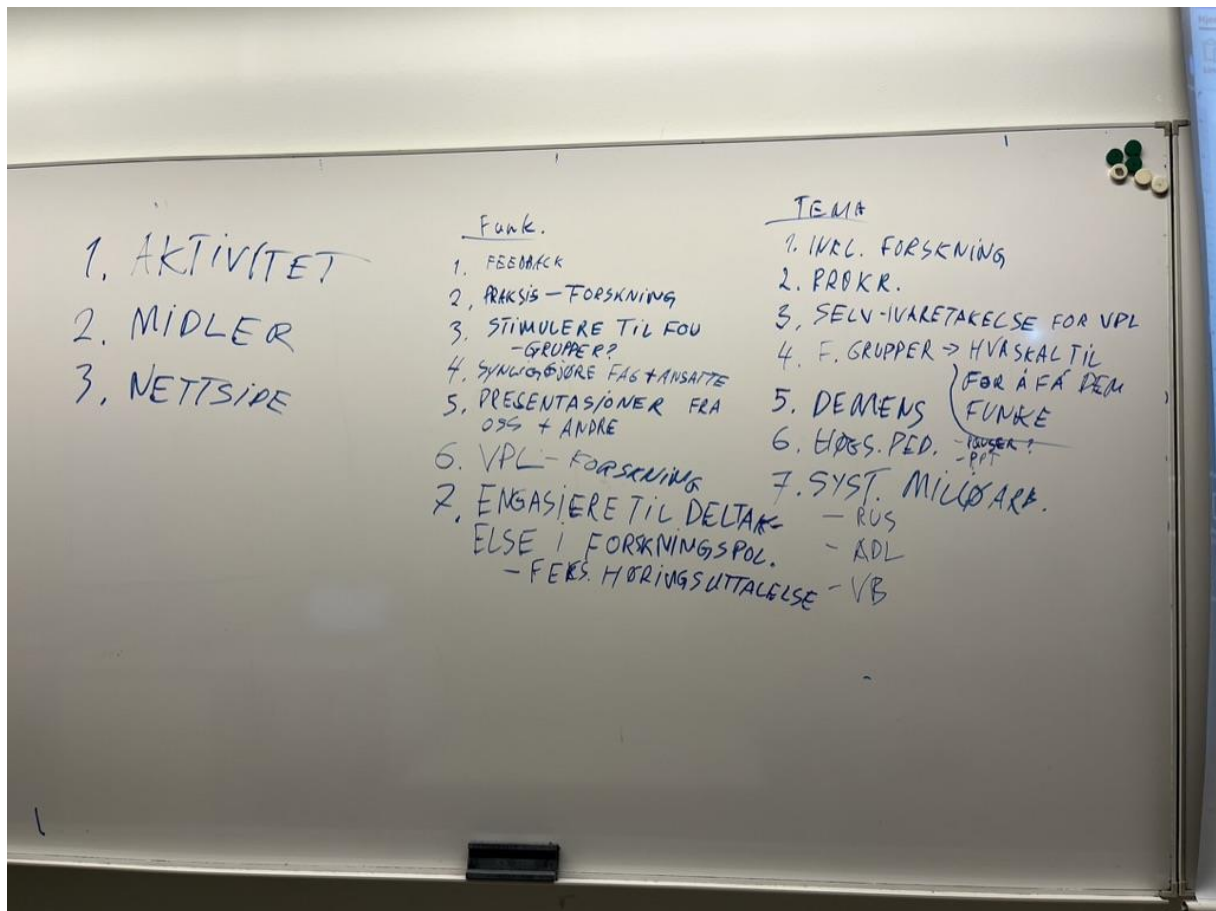 1. AKTIVITET
2. MIDLER
3. NETTSIDE
Funk.
1. FEEDBACK
2. PRAKSIS - FORSKNING
3. STIMULERE TIL FOU
- GRUPPER?
4. SYNLIGGJØRE FAG + ANSATTE
5. PRESENTASJONER FRA
OSS + ANDRE
6. VPL - FORSKNING
7. ENGASJERE TIL DELTAK-
ELSE I FORSKNINGSPOL.
- F EKS. HØRINGSUTTALELSE
TEMA
1. INKL. FORSKNING
2. PROKR.
3. SELV-IVARETAKELSE FOR VPL
4. F. GRUPPER → HVA SKAL TIL
FOR Å FÅ DEM
FUNKE
5. DEMENS
6. HØGS. PED. - PAUSER?
- PPT
7. SYST. MILJØARB.
- RUS
- ADL
- VB